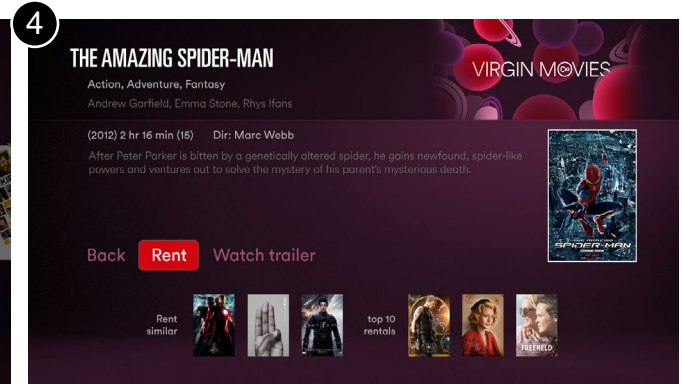 4
THE AMAZING SPIDER-MAN
VIRGIN MOVIES
Action, Adventure, Fantasy
Andrew Garfield, Emma Stone, Rhys Ifans
(2012) 2 hr 16 min (15) Dir: Marc Webb
After Peter Parker is bitten by a genetically altered spider, he gains newfound, spider-like
powers and ventures out to solve the mystery of his parent's mysterious death.
THE AMAZING
SPIDER-MAN
Back Rent Watch trailer
Rent
similar
top 10
rentals
FREEHELD